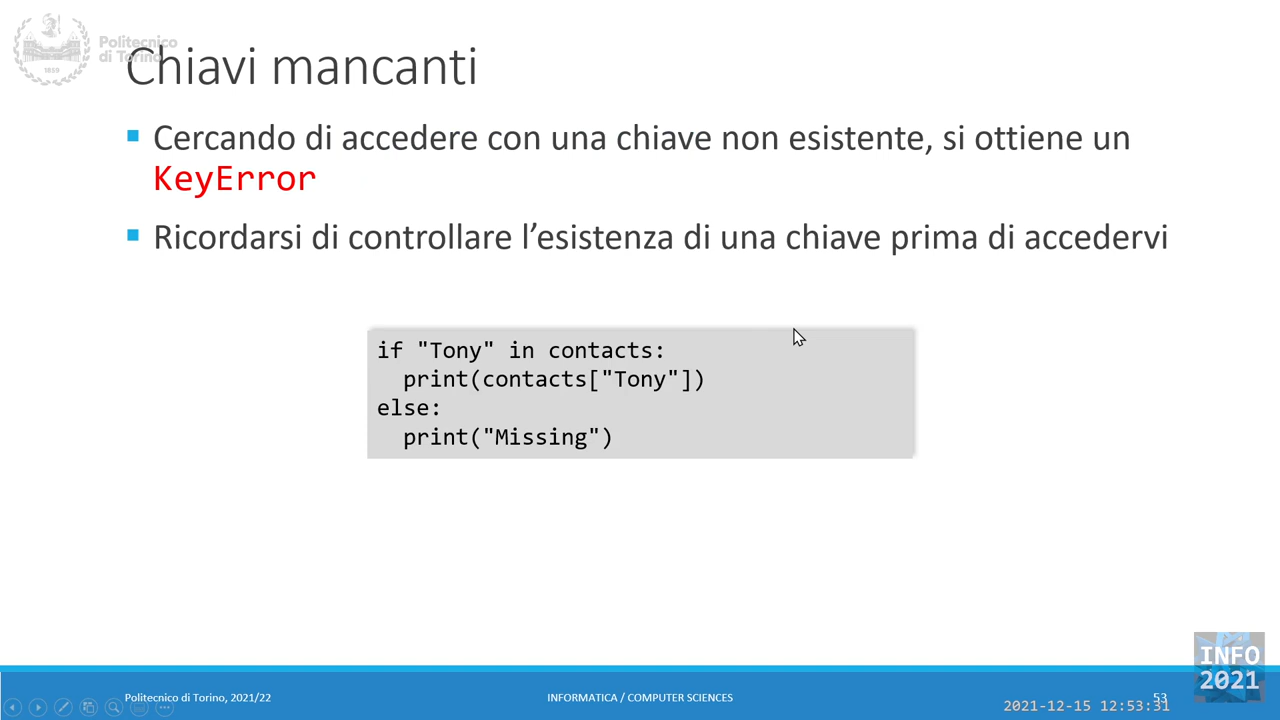 Politecnico
di Torino
1859
Chiavi mancanti
Cercando di accedere con una chiave non esistente, si ottiene un
KeyError
Ricordarsi di controllare l’esistenza di una chiave prima di accedervi
if "Tony" in contacts:
  print(contacts["Tony"])
else:
  print("Missing")
INFO
2021
Politecnico di Torino, 2021/22
INFORMATICA / COMPUTER SCIENCES
53
2021-12-15 12:53:31